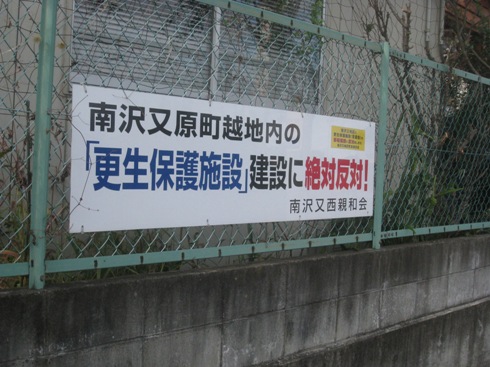 南沢又原町越地内の
「更生保護施設」建設に絶対反対!
南沢又西親和会